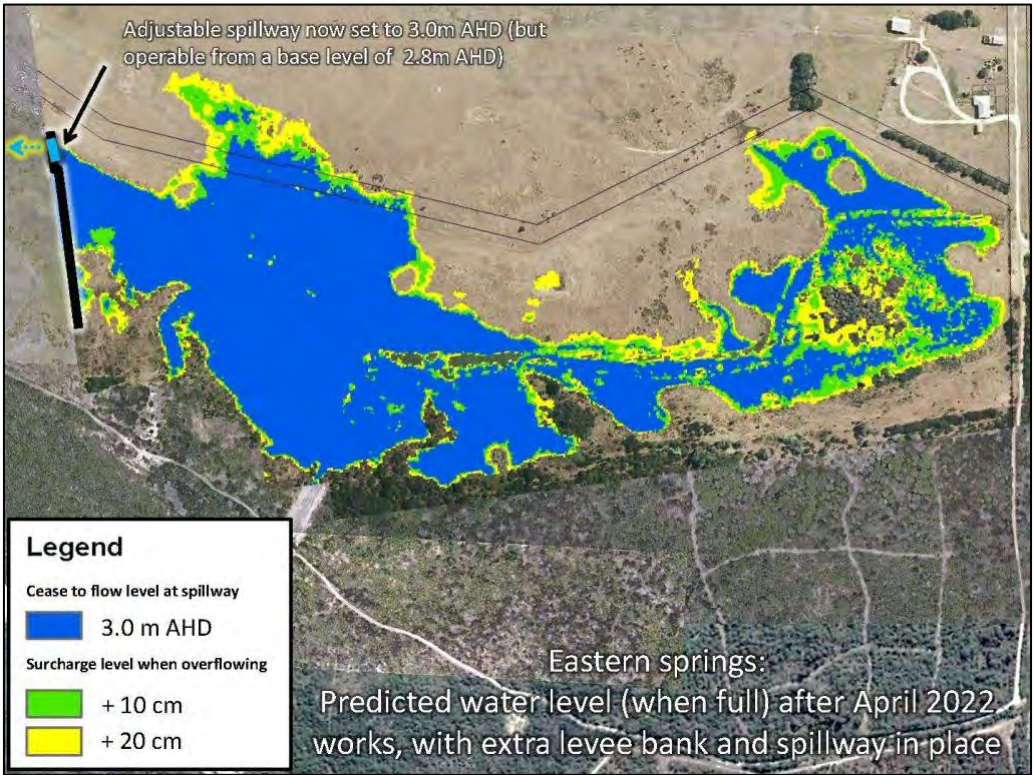 Adjustable spillway now set to 3.0m AHD (but
operable from a base level of 2.8m AHD)
Legend
Cease to flow level at spillway
3.0 m AHD
Surcharge level when overflowing
+ 10 cm
+ 20 cm
Eastern springs:
Predicted water level (when full) after April 2022
works, with extra levee bank and spillway in place